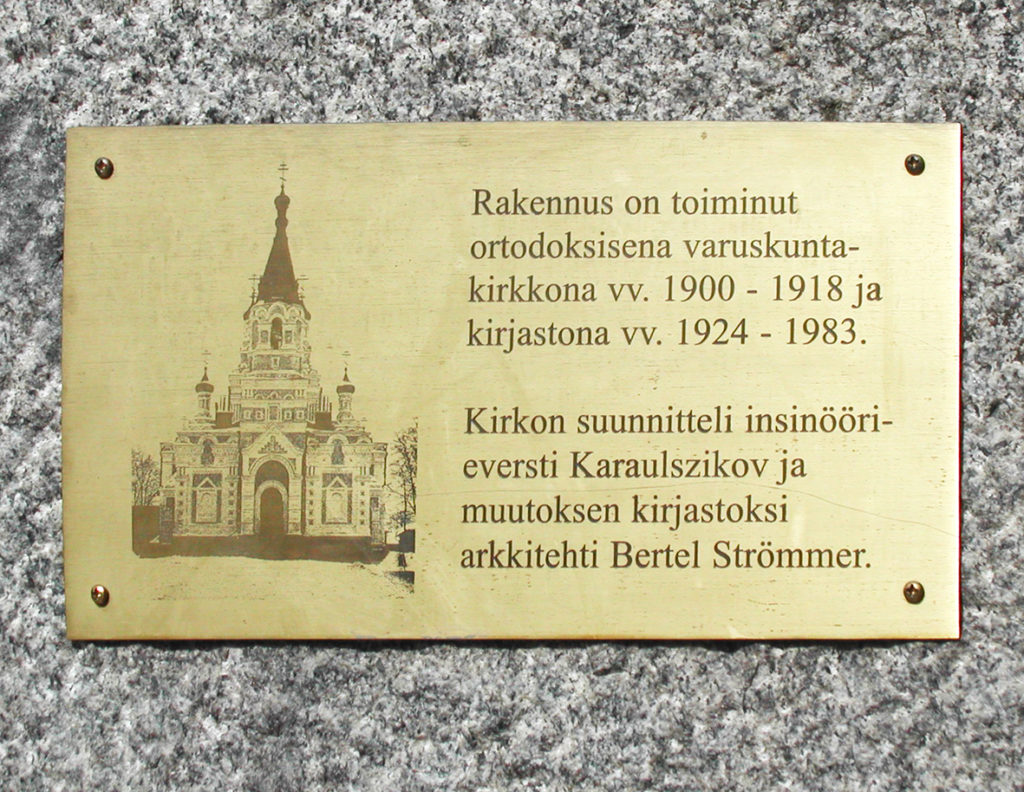 Rakennus on toiminut
ortodoksisena varuskunta-
kirkkona vv. 1900 - 1918 ja
kirjastona vv. 1924 - 1983.
Kirkon suunnitteli insinööri-
eversti Karaulszikov ja
muutoksen kirjastoksi
arkkitehti Bertel Strömmer.